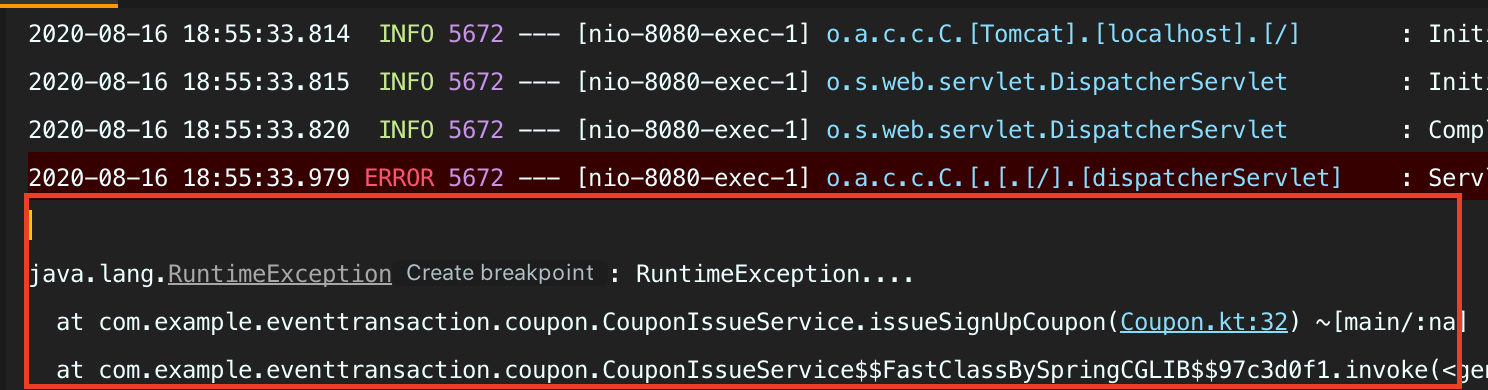 2020-08-16 18:55:33.814  INFO 5672 --- [nio-8080-exec-1] o.a.c.c.C.[Tomcat].[localhost].[/]       : Initi
2020-08-16 18:55:33.815  INFO 5672 --- [nio-8080-exec-1] o.s.web.servlet.DispatcherServlet        : Initi
2020-08-16 18:55:33.820  INFO 5672 --- [nio-8080-exec-1] o.s.web.servlet.DispatcherServlet        : Compl
2020-08-16 18:55:33.979 ERROR 5672 --- [nio-8080-exec-1] o.a.c.c.C.[.[.[/].[dispatcherServlet]    : Servl
java.lang.RuntimeException Create breakpoint : RuntimeException....
  at com.example.eventtransaction.coupon.CouponIssueService.issueSignUpCoupon(Coupon.kt:32) ~[main/:na]
  at com.example.eventtransaction.coupon.CouponIssueService$$FastClassBySpringCGLIB$$97c3d0f1.invoke(<gen